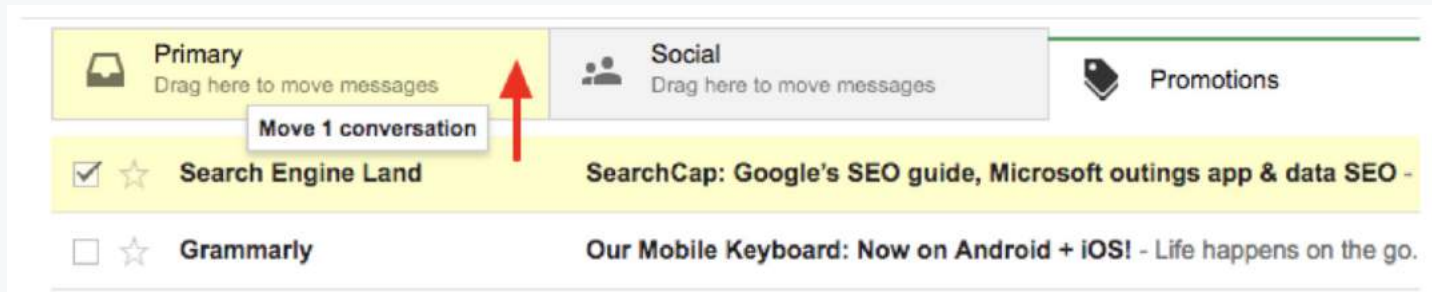 Primary
Drag here to move messages
Social
Drag here to move messages
Promotions
Move 1 conversation
Search Engine Land SearchCap: Google's SEO guide, Microsoft outings app & data SEO -
Grammarly Our Mobile Keyboard: Now on Android + iOS! - Life happens on the go.